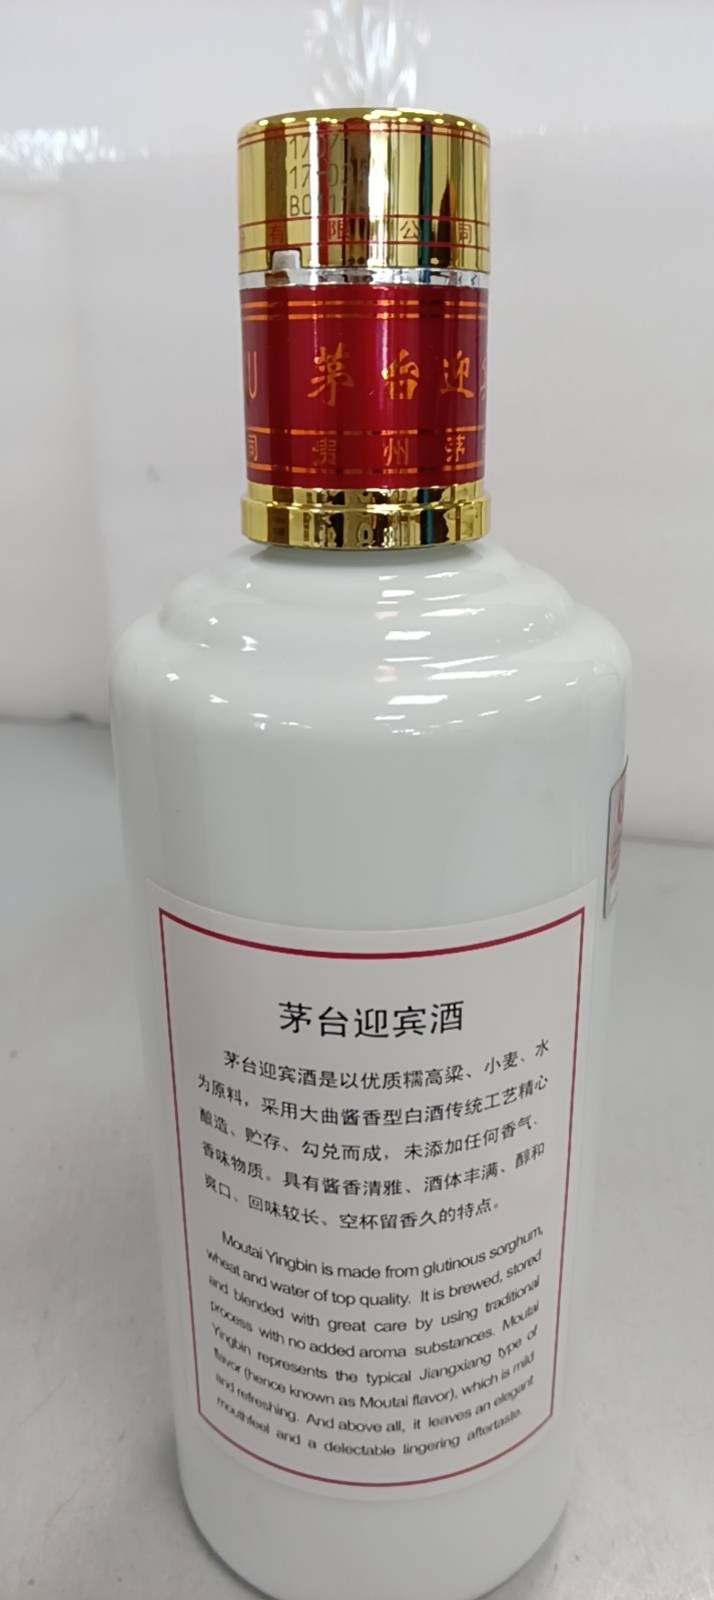 有限公司
U 茅台迎
司 贵州茅
茅台迎宾酒
茅台迎宾酒是以优质糯高粱、小麦、水
为原料，采用大曲酱香型白酒传统工艺精心
酿造、贮存、勾兑而成，未添加任何香气、
香味物质。具有酱香清雅、酒体丰满、醇和
爽口、回味较长、空杯留香久的特点。
Moutai Yingbin is made from glutinous sorghum,
wheat and water of top quality. It is brewed, stored
and blended with great care by using traditional
process with no added aroma substances. Moutai
Yingbin represents the typical Jiangxiang type of
flavor (hence known as Moutai flavor), which is mild
and refreshing. And above all, it leaves an elegant
mouthfeel and a delectable lingering aftertaste.